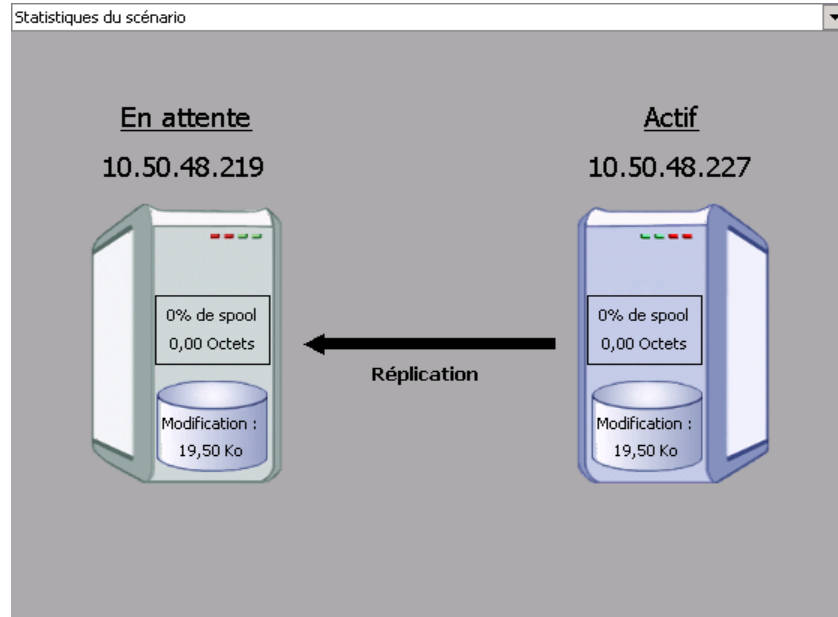 Statistiques du scénario
En attente
10.50.48.219
0% de spool
0,00 Octets
Modification :
19,50 Ko
Réplication
Actif
10.50.48.227
0% de spool
0,00 Octets
Modification :
19,50 Ko